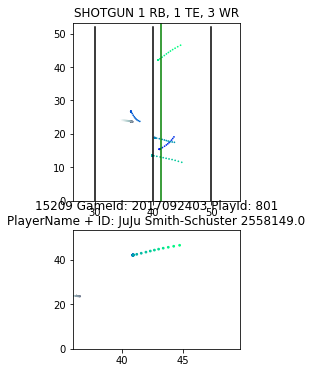 SHOTGUN 1 RB, 1 TE, 3 WR
50
40
30
20
10
0
30 40 50
15209 GameId: 2017092403 PlayId: 801
PlayerName + ID: JuJu Smith-Schuster 2558149.0
40
20
0
40 45